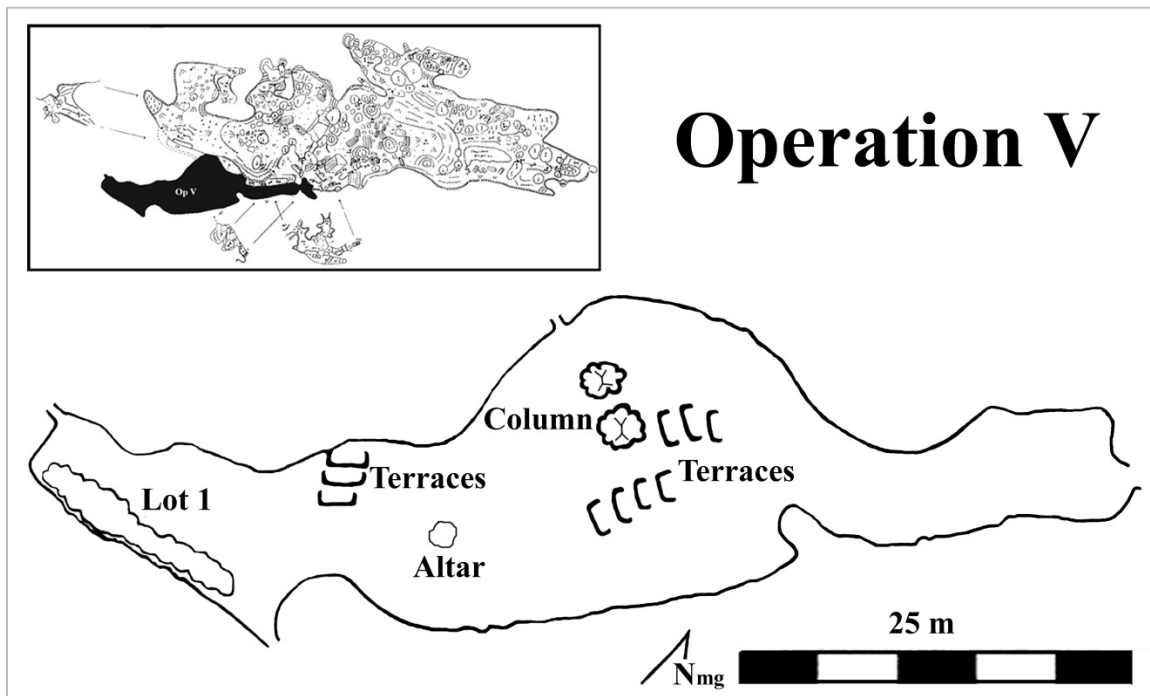 Operation V
Op V
Column
Terraces
Terraces
Lot 1
Altar
25 m
Nmg